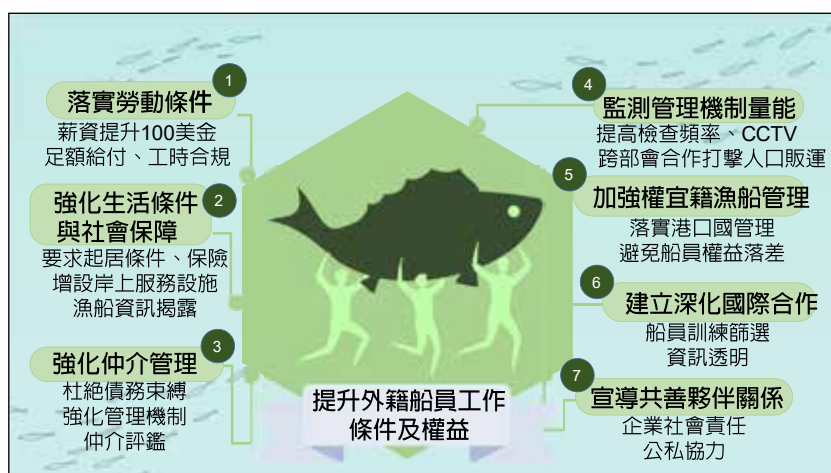 1
落實勞動條件
薪資提升100美金
足額給付、工時合規
2
強化生活條件
與社會保障
要求起居條件、保險
增設岸上服務設施
漁船資訊揭露
3
強化仲介管理
杜絕債務束縛
強化管理機制
仲介評鑑
4
監測管理機制量能
提高檢查頻率、CCTV
跨部會合作打擊人口販運
5
加強權宜籍漁船管理
落實港口國管理
避免船員權益落差
6
建立深化國際合作
船員訓練篩選
資訊透明
7
宣導共善夥伴關係
企業社會責任
公私協力
提升外籍船員工作
條件及權益